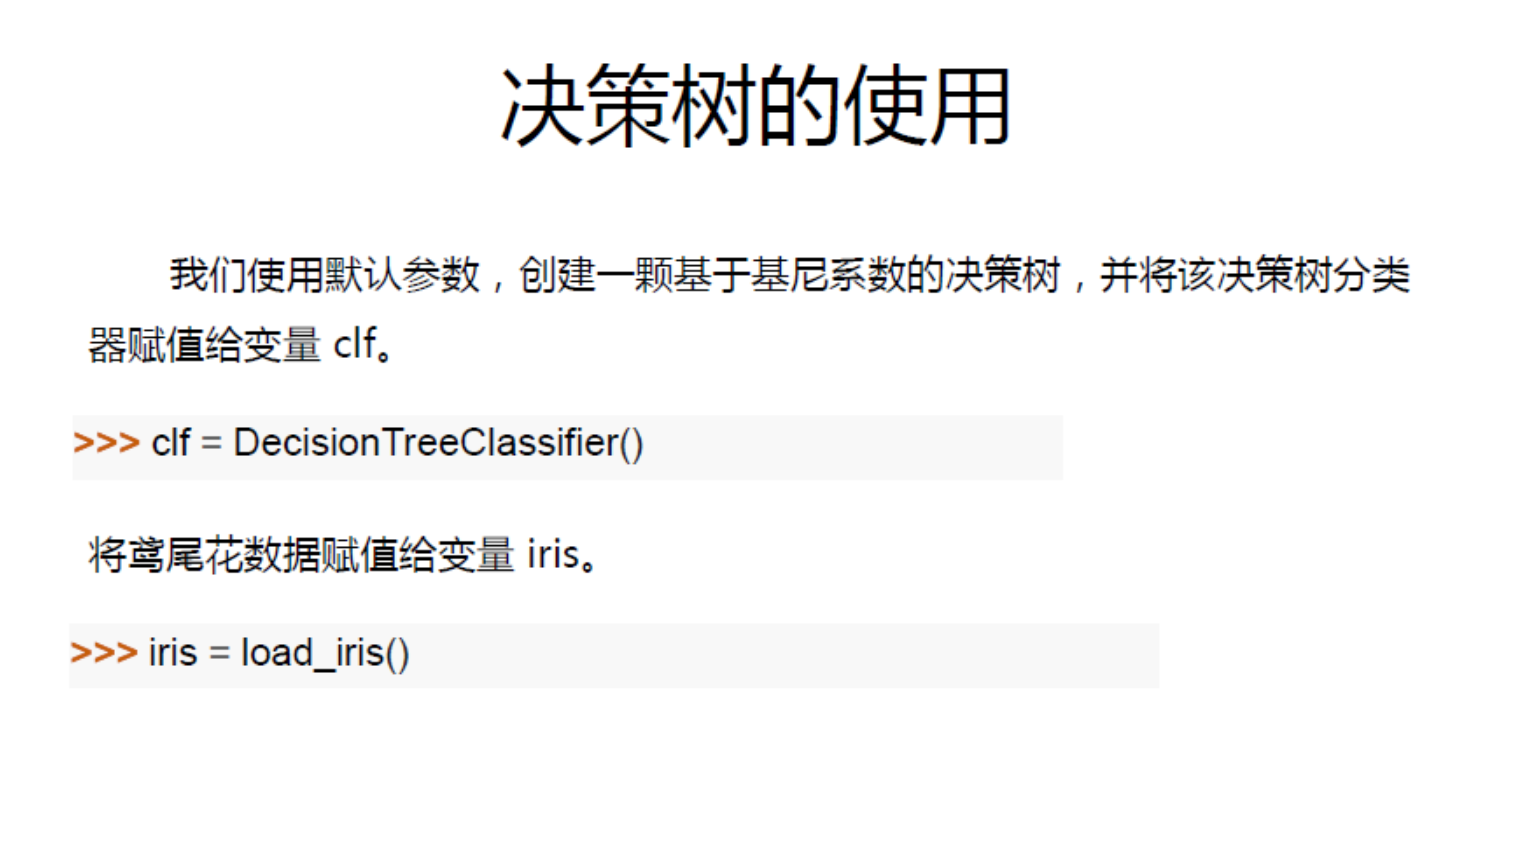 决策树的使用
我们使用默认参数，创建一颗基于基尼系数的决策树，并将该决策树分类
器赋值给变量 clf。
>>> clf = DecisionTreeClassifier()
将鸢尾花数据赋值给变量 iris。
>>> iris = load_iris()